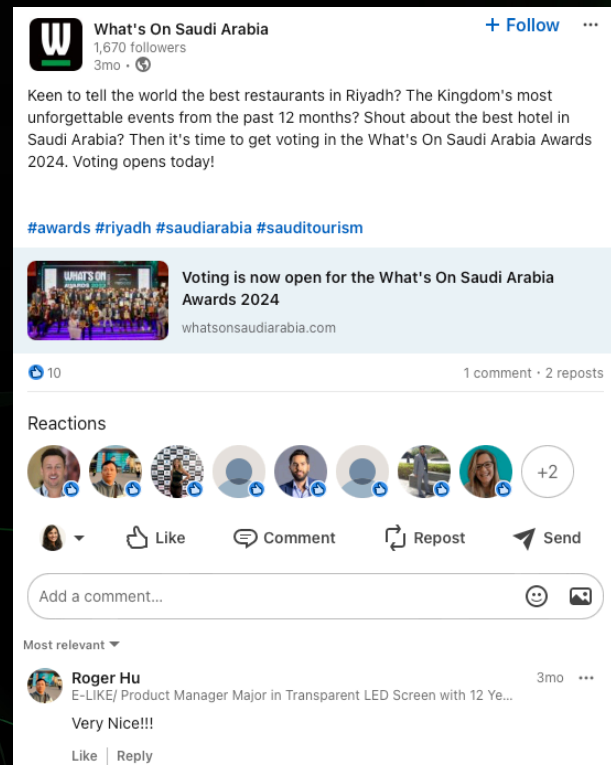 W
What's On Saudi Arabia
1,670 followers
3mo •
+ Follow
...
Keen to tell the world the best restaurants in Riyadh? The Kingdom's most
unforgettable events from the past 12 months? Shout about the best hotel in
Saudi Arabia? Then it's time to get voting in the What's On Saudi Arabia Awards
2024. Voting opens today!
#awards #riyadh #saudiarabia #sauditourism
WHAT'S ON
AWARDS 2023
Voting is now open for the What's On Saudi Arabia
Awards 2024
whatsonsaudiarabia.com
10
1 comment • 2 reposts
Reactions
+2
Like
Comment
Repost
Send
Add a comment...
Most relevant
Roger Hu
3mo ...
E-LIKE/ Product Manager Major in Transparent LED Screen with 12 Ye...
Very Nice!!!
Like | Reply